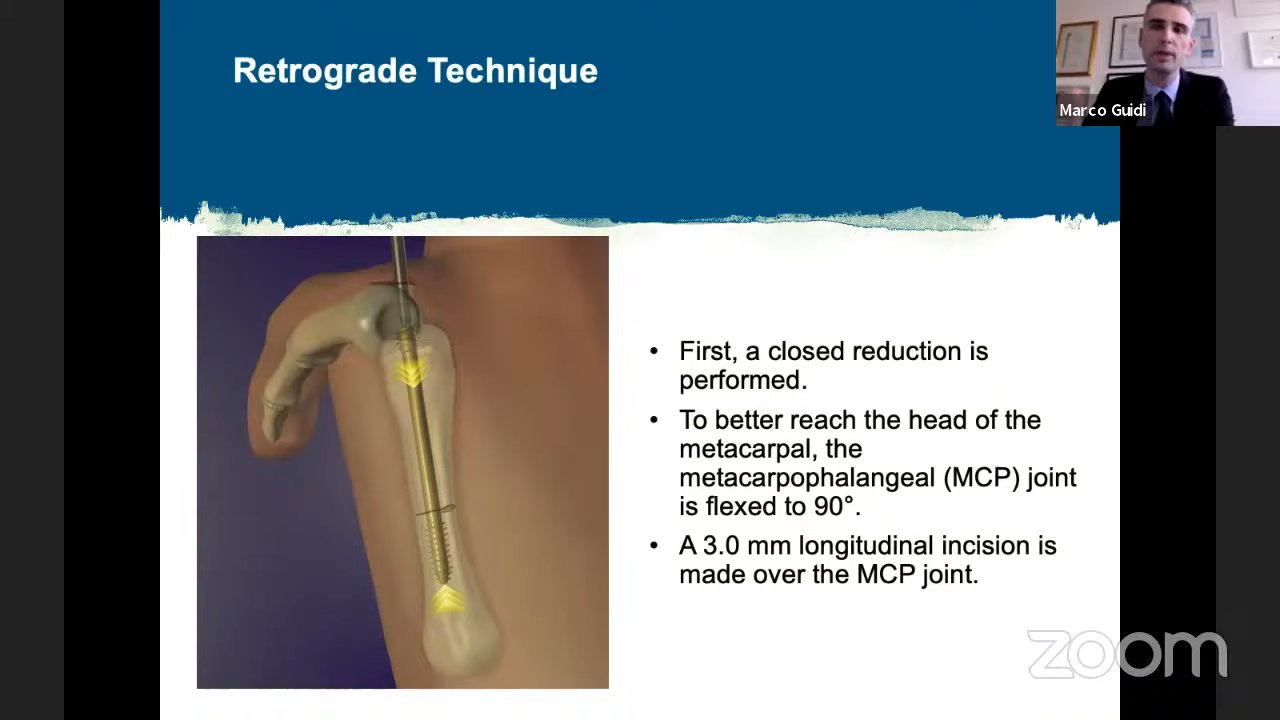 Retrograde Technique
Marco Guidi
• First, a closed reduction is
performed.
• To better reach the head of the
metacarpal, the
metacarpophalangeal (MCP) joint
is flexed to 90°.
• A 3.0 mm longitudinal incision is
made over the MCP joint.
zoom